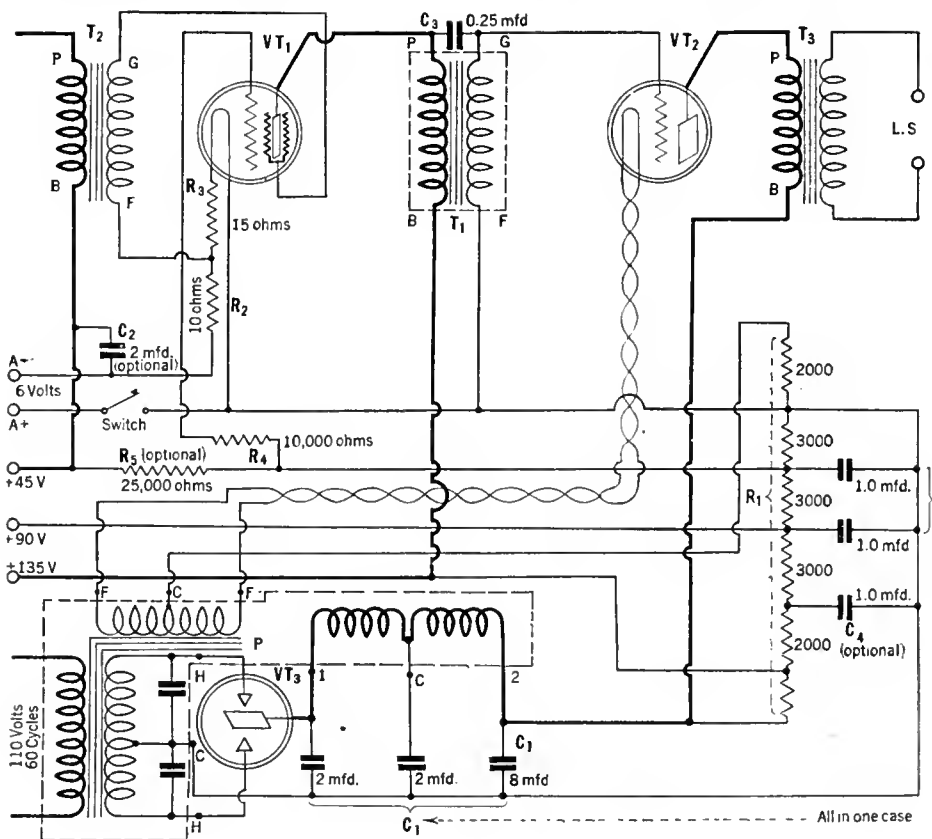 T2
P
G
B
F
VT1
R3
15 ohms
10 ohms
R2
C3 0.25 mfd
P
G
B
T1
F
VT2
T3
P
B
L.S
C2
2 mfd.
(optional)
A-
6 Volts
A+
Switch
R5 (optional)
25,000 ohms
10,000 ohms
R4
+45 V
+90 V
+135 V
R1
2000
3000
3000
3000
2000
1.0 mfd.
1.0 mfd
1.0 mfd.
C4
(optional)
F
C
F
P
110 Volts
60 Cycles
H
C
H
VT3
1
C
2
2 mfd.
2 mfd.
C1
8 mfd
C1
All in one case